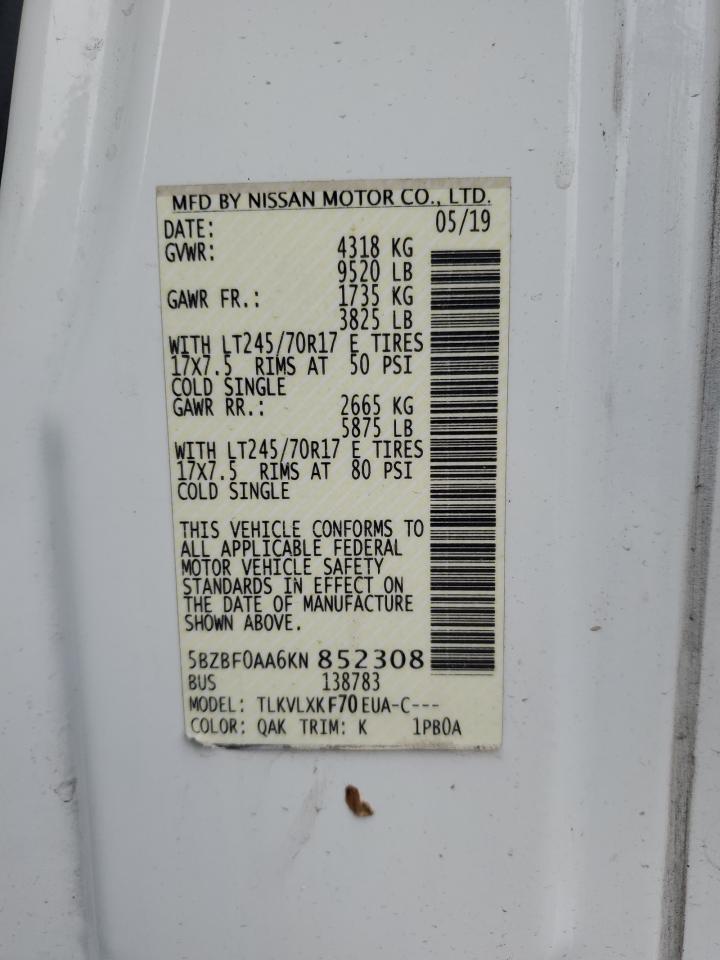 MFD BY NISSAN MOTOR CO., LTD.
DATE: 05/19
GVWR: 4318 KG
9520 LB
GAWR FR.: 1735 KG
3825 LB
WITH LT245/70R17 E TIRES
17X7.5 RIMS AT 50 PSI
COLD SINGLE
GAWR RR.: 2665 KG
5875 LB
WITH LT245/70R17 E TIRES
17X7.5 RIMS AT 80 PSI
COLD SINGLE
THIS VEHICLE CONFORMS TO
ALL APPLICABLE FEDERAL
MOTOR VEHICLE SAFETY
STANDARDS IN EFFECT ON
THE DATE OF MANUFACTURE
SHOWN ABOVE.
5BZBF0AA6KN 852308
BUS 138783
MODEL: TLKVLXKF70EUA-C---
COLOR: QAK TRIM: K 1PB0A